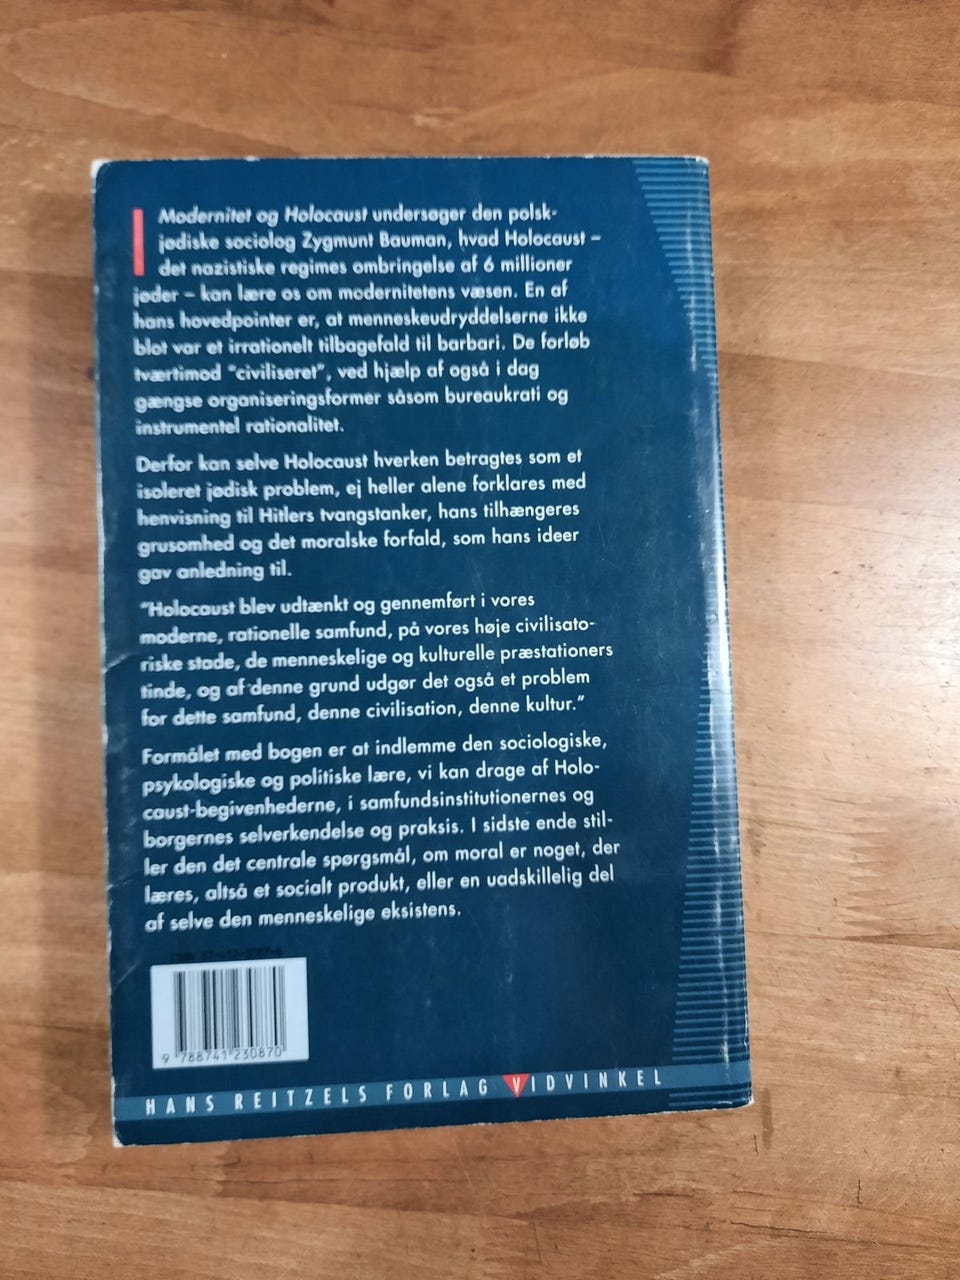 I Modernitet og Holocaust undersøger den polsk-
jødiske sociolog Zygmunt Bauman, hvad Holocaust –
det nazistiske regimes ombringelse af 6 millioner
jøder – kan lære os om modernitetens væsen. En af
hans hovedpointer er, at menneskeudryddelserne ikke
blot var et irrationelt tilbagefald til barbari. De forløb
tværtimod "civiliseret", ved hjælp af også i dag
gængse organiseringsformer såsom bureaukrati og
instrumentel rationalitet.
Derfor kan selve Holocaust hverken betragtes som et
isoleret jødisk problem, ej heller alene forklares med
henvisning til Hitlers tvangstanker, hans tilhængeres
grusomhed og det moralske forfald, som hans ideer
gav anledning til.
"Holocaust blev udtænkt og gennemført i vores
moderne, rationelle samfund, på vores høje civilisato-
riske stade, de menneskelige og kulturelle præstationers
tinde, og af denne grund udgør det også et problem
for dette samfund, denne civilisation, denne kultur."
Formålet med bogen er at indlemme den sociologiske,
psykologiske og politiske lære, vi kan drage af Holo-
caust-begivenhederne, i samfundsinstitutionernes og
borgernes selverkendelse og praksis. I sidste ende stil-
ler den det centrale spørgsmål, om moral er noget, der
læres, altså et socialt produkt, eller en uadskillelig del
af selve den menneskelige eksistens.
9 788741 230870
HANS REITZELS FORLAG VIDVINKEL